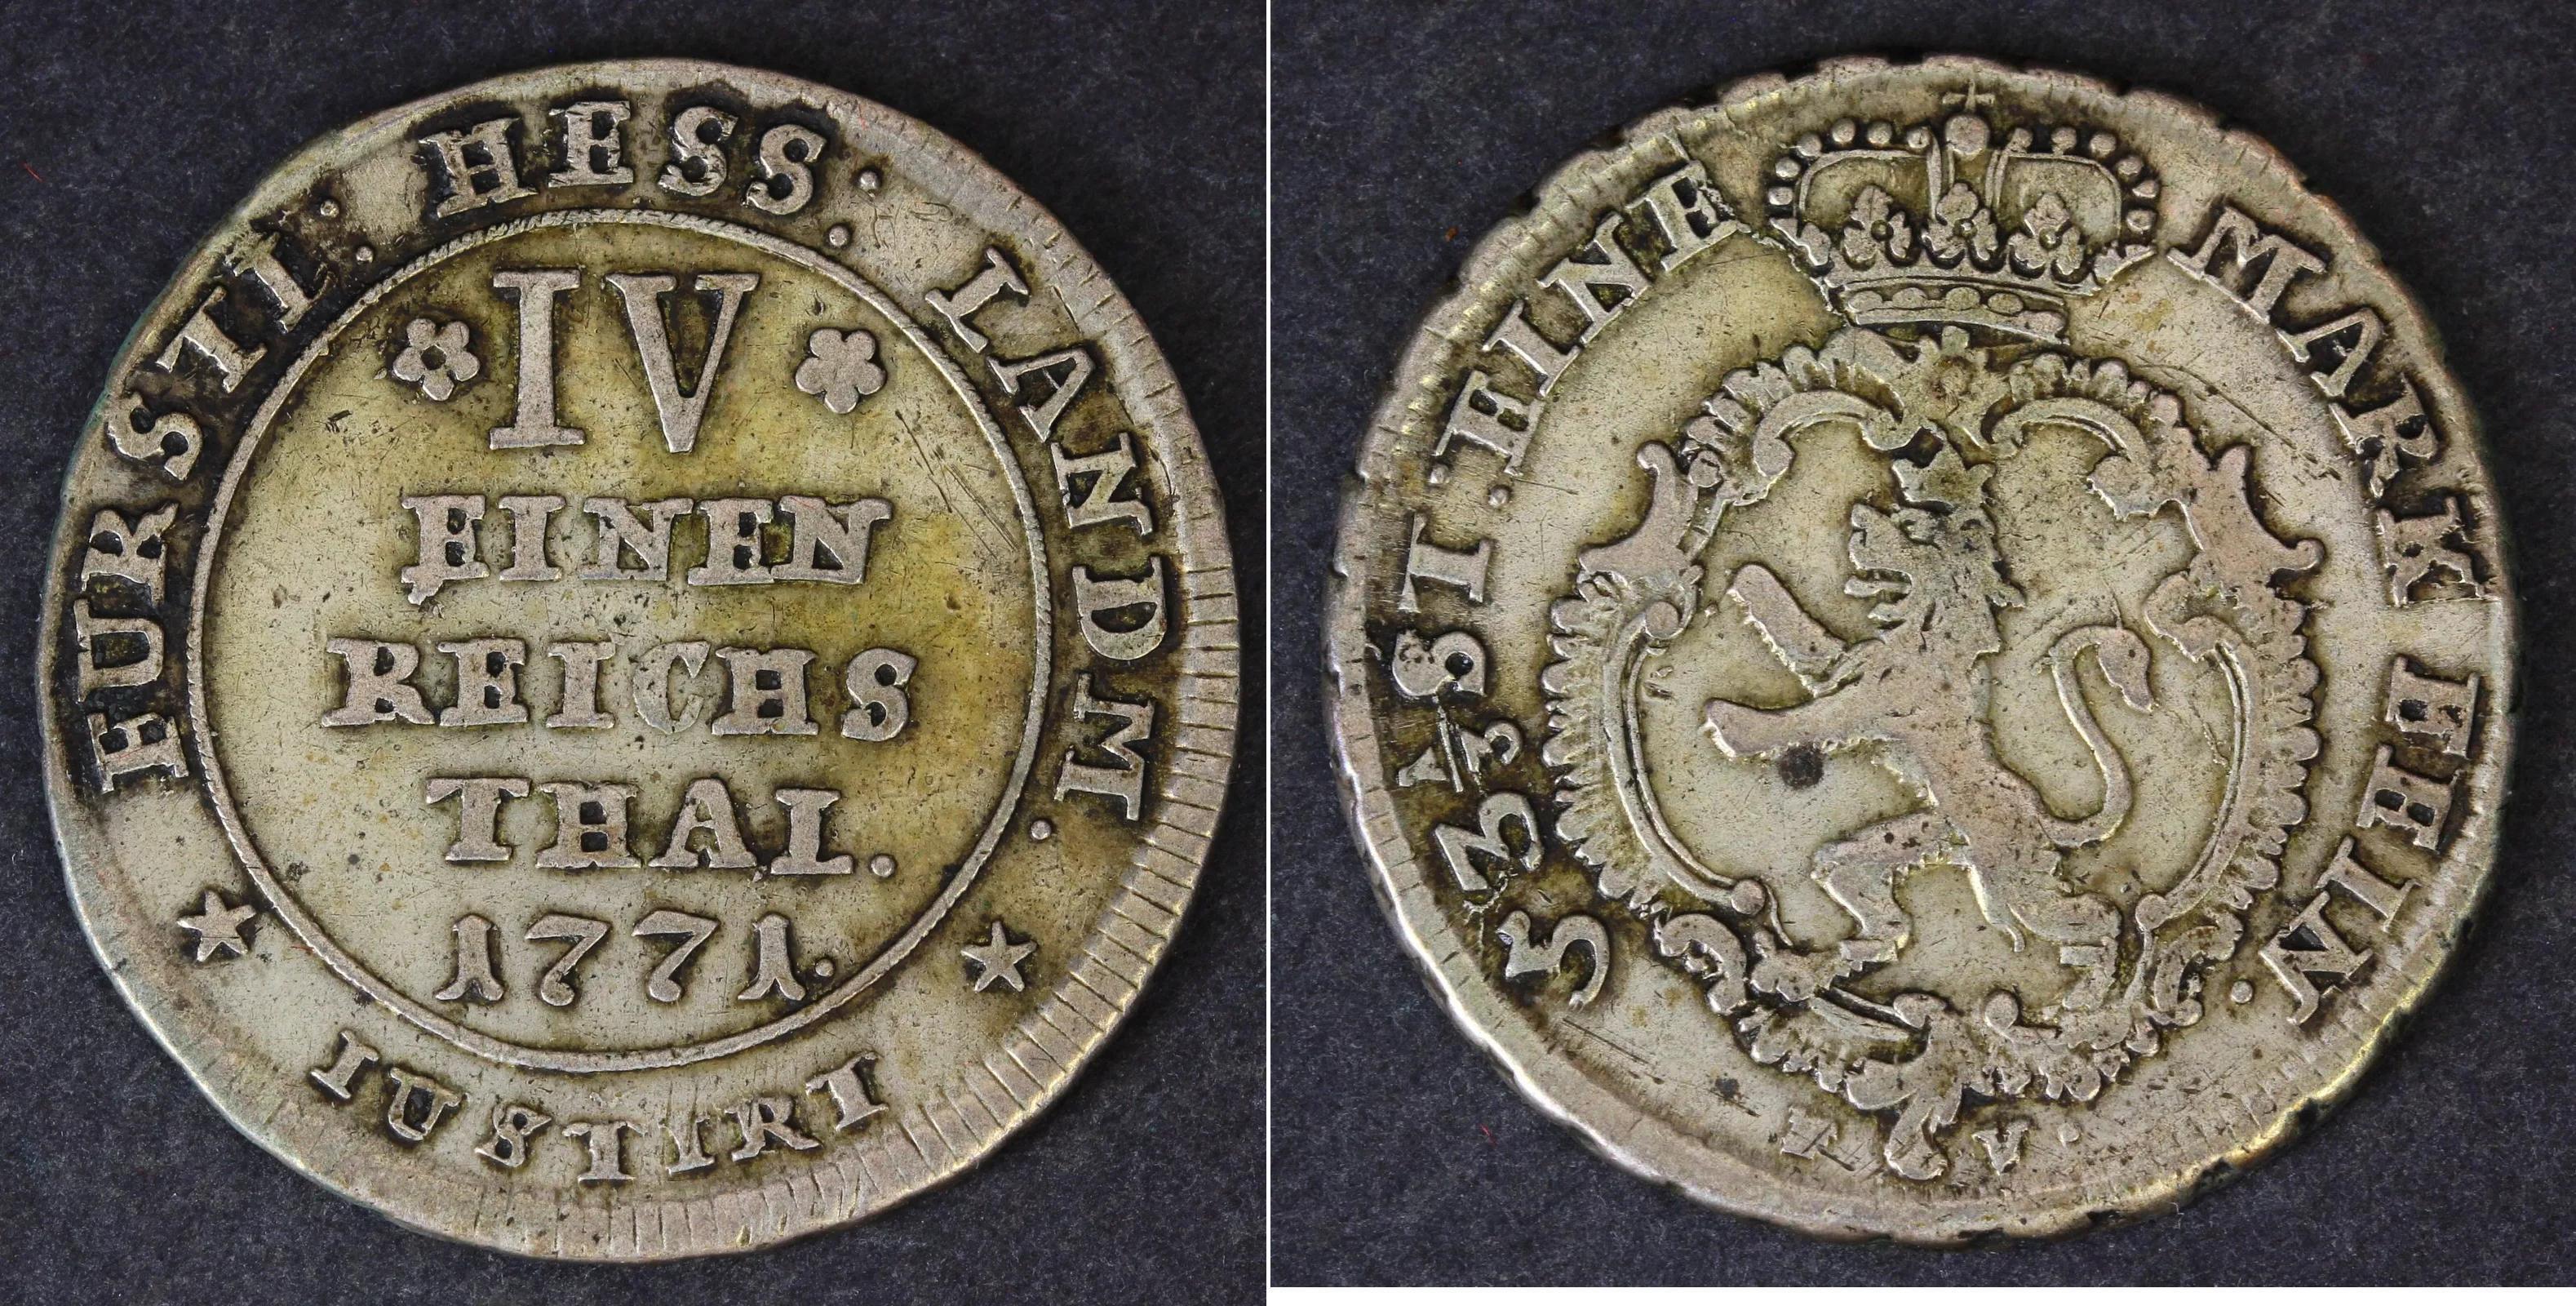 FURSTL: HESS: LANDM.
IV
EINEN
REICHS
THAL.
1771.
IUSTIRT
53 1/3 ST: EINE MARK FEIN.
F. U.